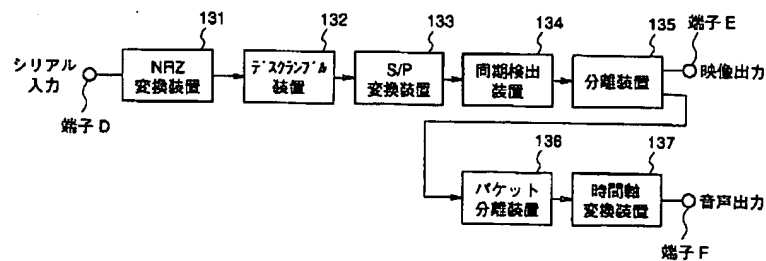 131
132
133
134
135
端子E
シリアル
入力
NRZ
変換装置
ﾃﾞｽｸﾗﾝﾌﾞﾙ
装置
S/P
変換装置
同期検出
装置
分離装置
映像出力
端子D
136
137
パケット
分離装置
時間軸
変換装置
音声出力
端子F